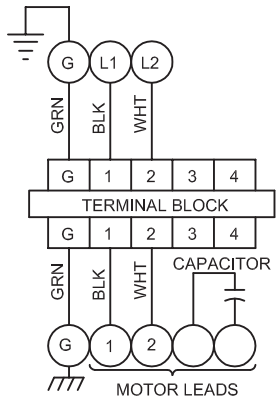 G L1 L2
GRN BLK WHT
G 1 2 3 4
TERMINAL BLOCK
G 1 2 3 4
CAPACITOR
GRN BLK WHT
G 1 2
MOTOR LEADS